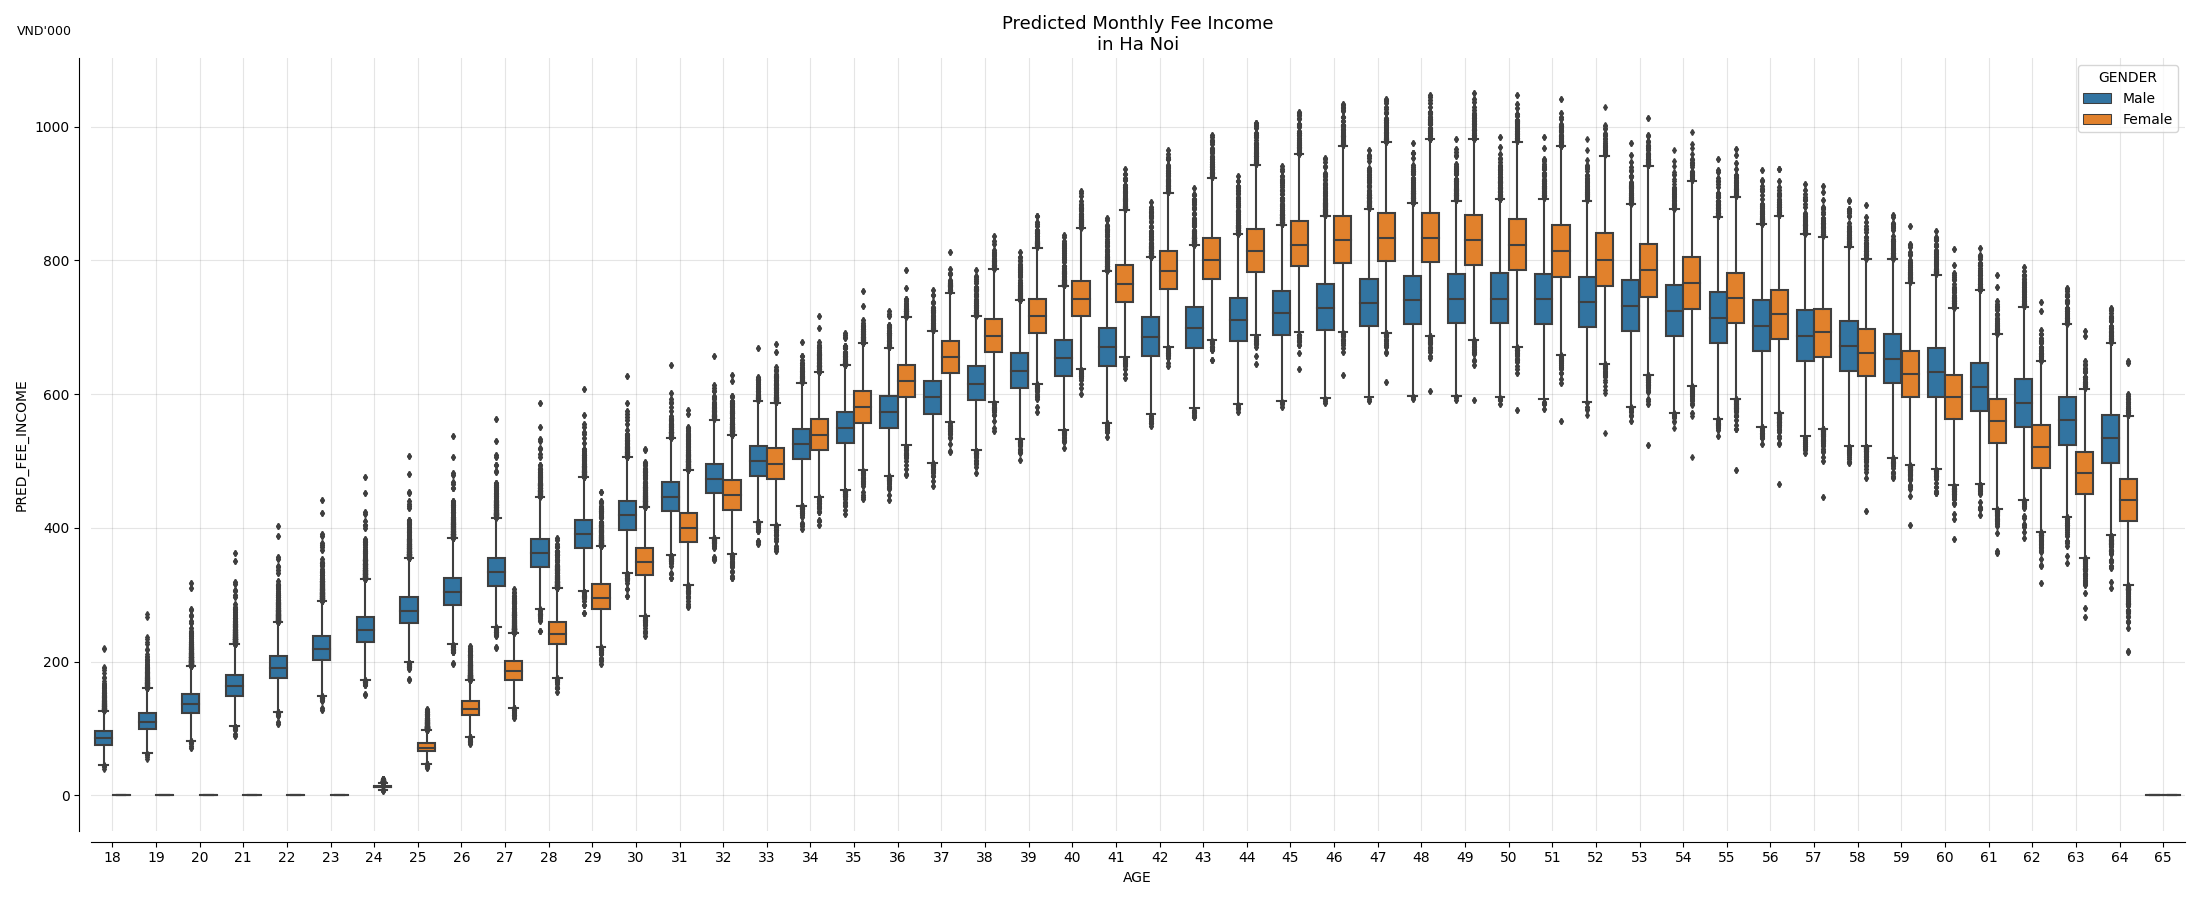 VND'000
Predicted Monthly Fee Income
in Ha Noi
GENDER
Male
Female
PRED_FEE_INCOME
1000
800
600
400
200
0
18 19 20 21 22 23 24 25 26 27 28 29 30 31 32 33 34 35 36 37 38 39 40 41 42 43 44 45 46 47 48 49 50 51 52 53 54 55 56 57 58 59 60 61 62 63 64 65
AGE